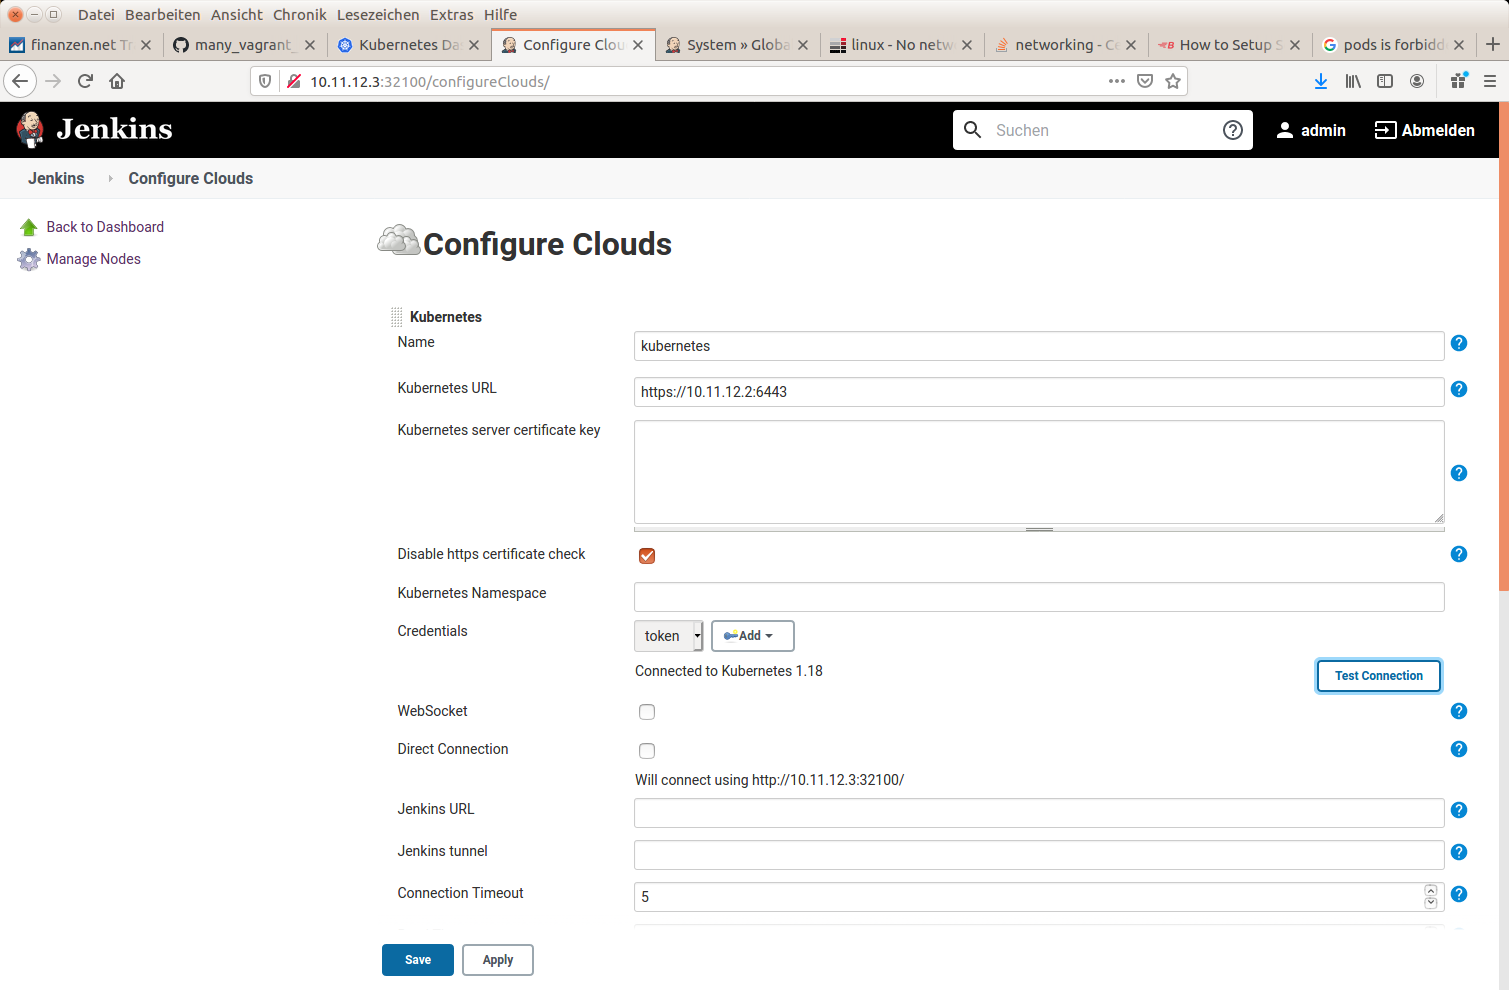 Datei Bearbeiten Ansicht Chronik Lesezeichen Extras Hilfe
finanzen.net Tr many_vagrant_ Kubernetes Da Configure Clou System » Globa linux - No netw networking - Ce How to Setup S pods is forbidd
10.11.12.3:32100/configureClouds/
Jenkins Suchen admin Abmelden
Jenkins Configure Clouds
Back to Dashboard
Manage Nodes
Configure Clouds
Kubernetes
Name kubernetes
Kubernetes URL https://10.11.12.2:6443
Kubernetes server certificate key
Disable https certificate check
Kubernetes Namespace
Credentials token Add
Connected to Kubernetes 1.18 Test Connection
WebSocket
Direct Connection
Will connect using http://10.11.12.3:32100/
Jenkins URL
Jenkins tunnel
Connection Timeout 5
Save Apply